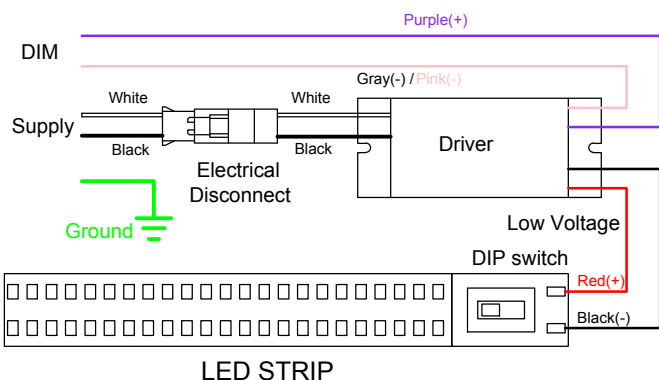 Purple(+)
DIM
Gray(-) / Pink(-)
White
White
Supply
Driver
Black
Black
Electrical
Disconnect
Ground
Low Voltage
DIP switch
Red(+)
Black(-)
LED STRIP